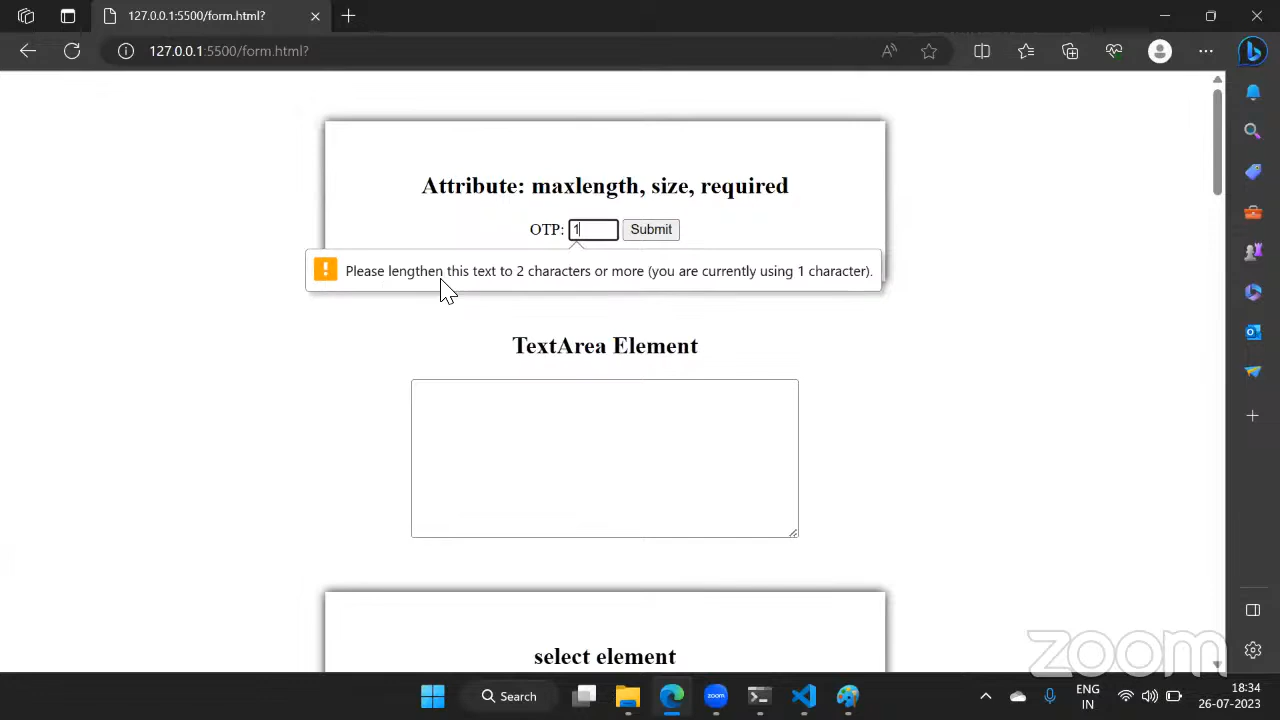 127.0.0.1:5500/form.html?
127.0.0.1:5500/form.html?
Attribute: maxlength, size, required
OTP: 1 Submit
Please lengthen this text to 2 characters or more (you are currently using 1 character).
TextArea Element
select element
zoom
Search
zoom
ENG
IN
18:34
26-07-2023